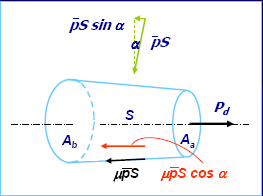 p̄S sin α
α
p̄S
S
p_d
A_b
A_a
μp̄S
μp̄S cos α